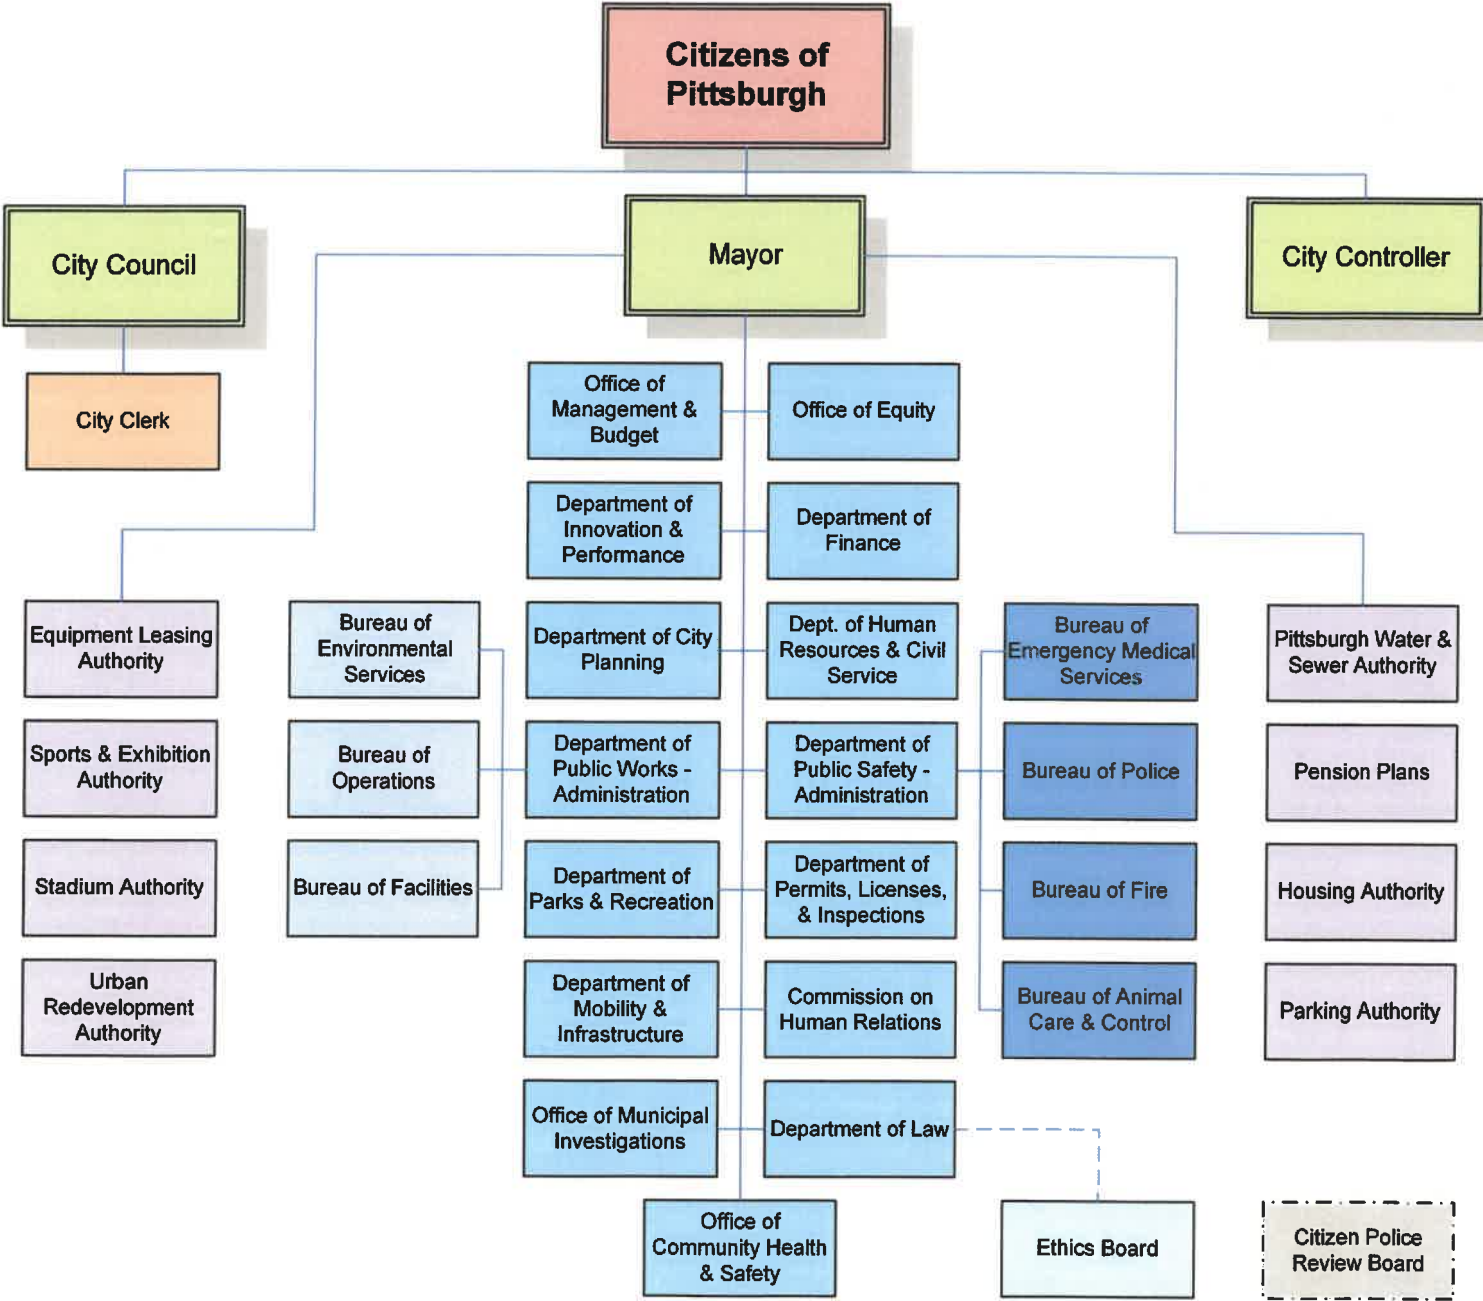 Citizens of
Pittsburgh
City Council
Mayor
City Controller
City Clerk
Office of
Management &
Budget
Office of Equity
Department of
Innovation &
Performance
Department of
Finance
Equipment Leasing
Authority
Bureau of
Environmental
Services
Department of City
Planning
Dept. of Human
Resources & Civil
Service
Bureau of
Emergency Medical
Services
Pittsburgh Water &
Sewer Authority
Sports & Exhibition
Authority
Bureau of
Operations
Department of
Public Works -
Administration
Department of
Public Safety -
Administration
Bureau of Police
Pension Plans
Stadium Authority
Bureau of Facilities
Department of
Parks & Recreation
Department of
Permits, Licenses,
& Inspections
Bureau of Fire
Housing Authority
Urban
Redevelopment
Authority
Department of
Mobility &
Infrastructure
Commission on
Human Relations
Bureau of Animal
Care & Control
Parking Authority
Office of Municipal
Investigations
Department of Law
Office of
Community Health
& Safety
Ethics Board
Citizen Police
Review Board